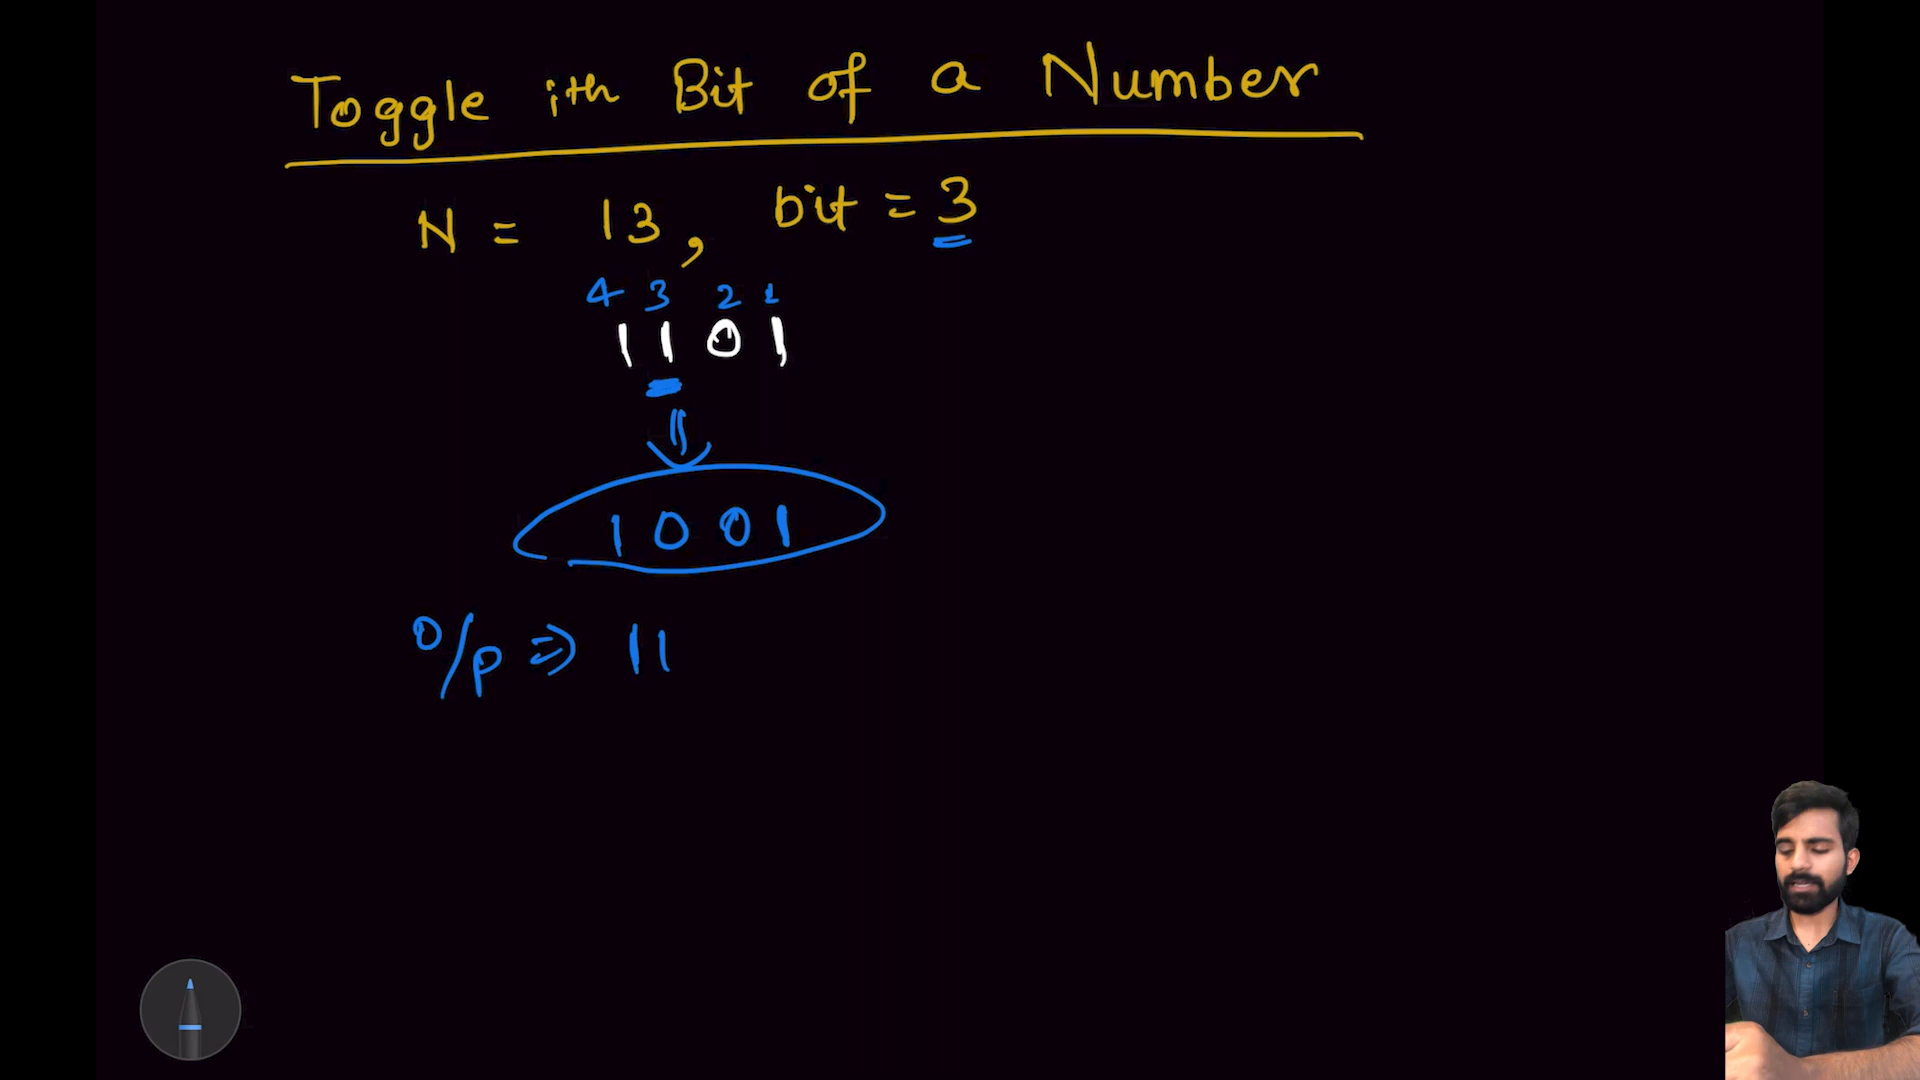 Toggle ith Bit of a Number
N = 13, bit = 3
4 3 2 1
1 1 0 1
1 0 0 1
O/P ⇒ 11